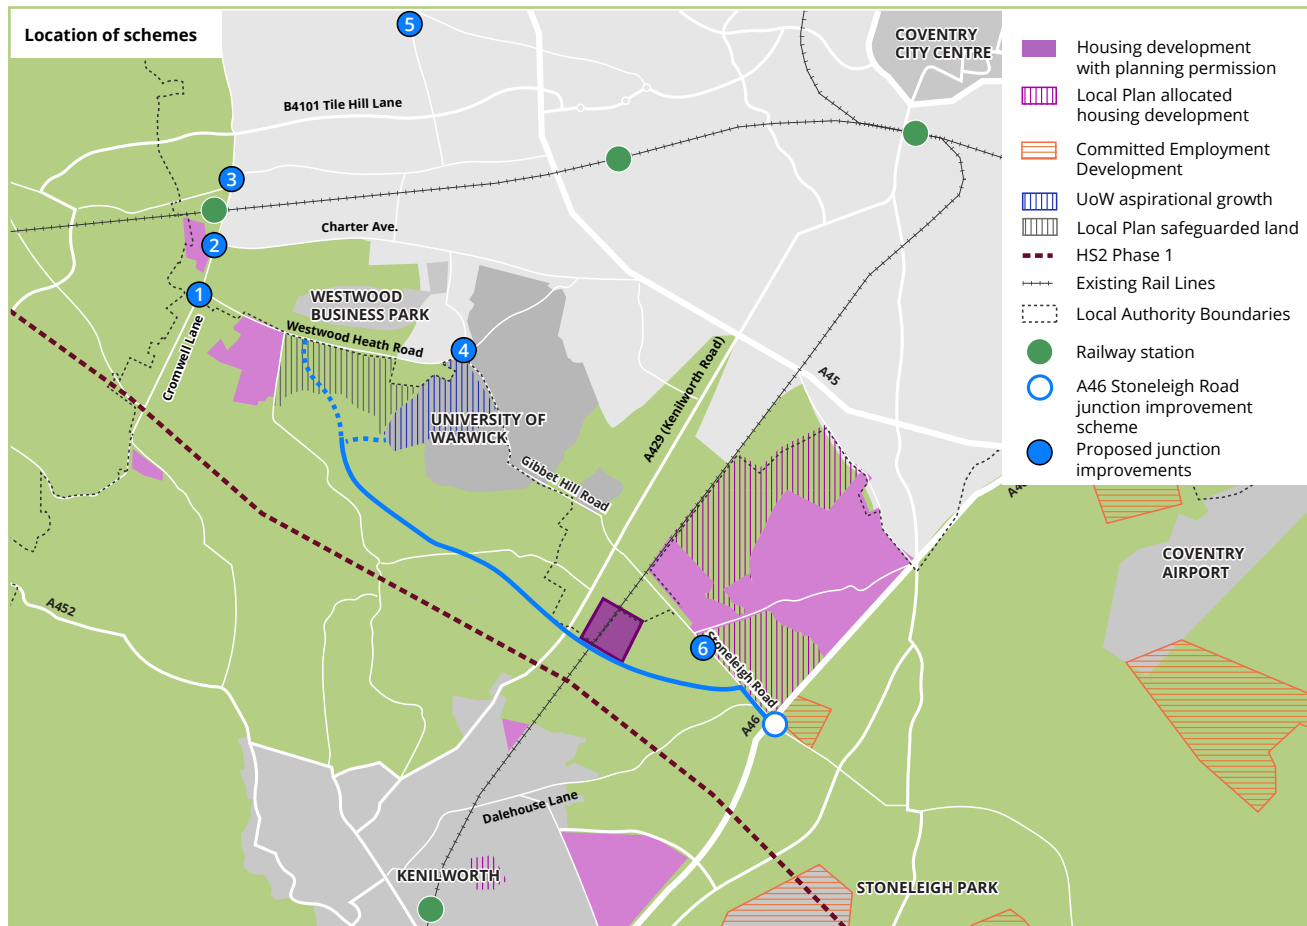 Location of schemes
5
COVENTRY
CITY CENTRE
B4101 Tile Hill Lane
3
Charter Ave.
2
1
WESTWOOD
BUSINESS PARK
Westwood Heath Road
Cromwell Lane
4
UNIVERSITY OF
WARWICK
Gibbet Hill Road
A429 (Kenilworth Road)
A45
COVENTRY
AIRPORT
A452
6
Stoneleigh Road
A46
Dalehouse Lane
KENILWORTH
STONELEIGH PARK
Housing development
with planning permission
Local Plan allocated
housing development
Committed Employment
Development
UoW aspirational growth
Local Plan safeguarded land
HS2 Phase 1
Existing Rail Lines
Local Authority Boundaries
Railway station
A46 Stoneleigh Road
junction improvement
scheme
Proposed junction
improvements